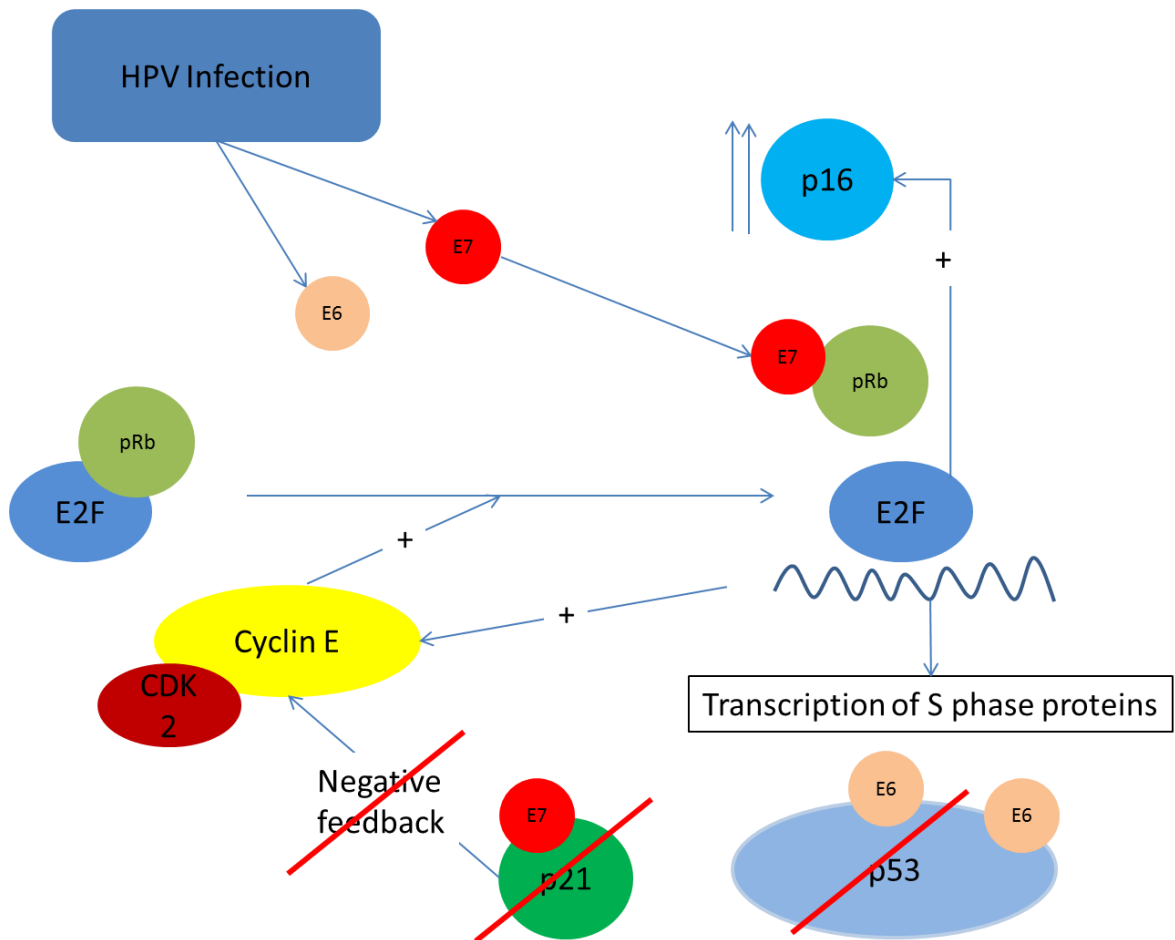 HPV Infection
p16
E7
+
E6
E7
pRb
pRb
E2F
E2F
+
+
Cyclin E
CDK
2
Transcription of S phase proteins
Negative
feedback
E7
p21
E6
E6
p53